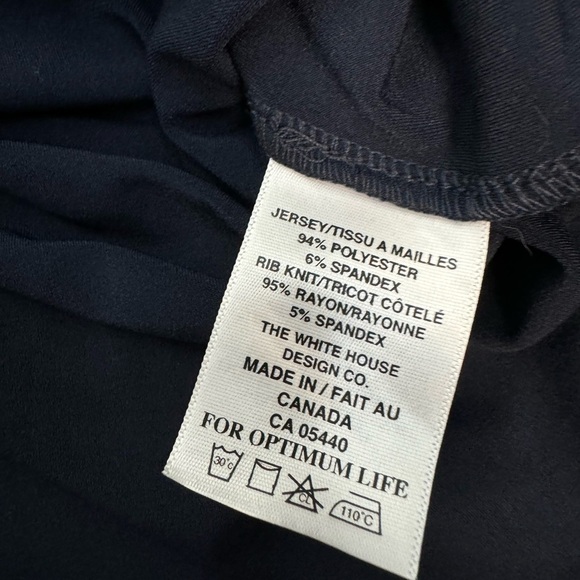 JERSEY/TISSU A MAILLES
94% POLYESTER
6% SPANDEX
RIB KNIT/TRICOT CÔTELÉ
95% RAYON/RAYONNE
5% SPANDEX
THE WHITE HOUSE
DESIGN CO.
MADE IN / FAIT AU
CANADA
CA 05440
FOR OPTIMUM LIFE
30°C CL 110°C